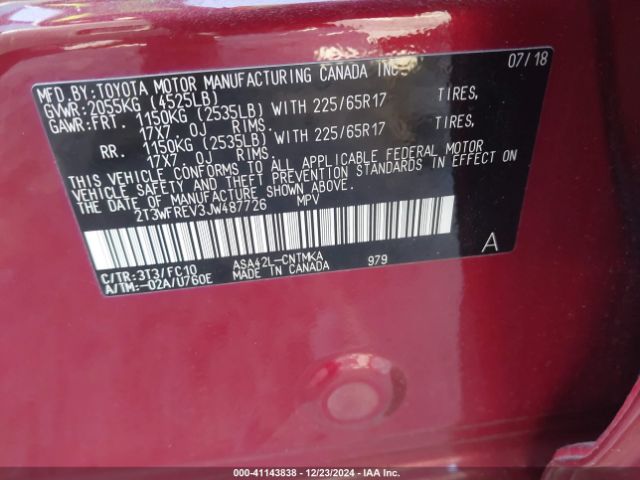 MFD.BY:TOYOTA MOTOR MANUFACTURING CANADA INC. 07/18
GVWR:2055KG (4525LB)
GAWR:FRT. 1150KG (2535LB) WITH 225/65R17 TIRES,
17X7.0J RIMS.
RR. 1150KG (2535LB) WITH 225/65R17 TIRES,
17X7.0J RIMS.
THIS VEHICLE CONFORMS TO ALL APPLICABLE FEDERAL MOTOR
VEHICLE SAFETY AND THEFT PREVENTION STANDARDS IN EFFECT ON
THE DATE OF MANUFACTURE SHOWN ABOVE.
2T3WFREV3JW487726 MPV
A
C/TR:3T3/FC10 ASA42L-CNTMKA 979
A/TM:-02A/U760E MADE IN CANADA
000-41143838 - 12/23/2024 - IAA Inc.